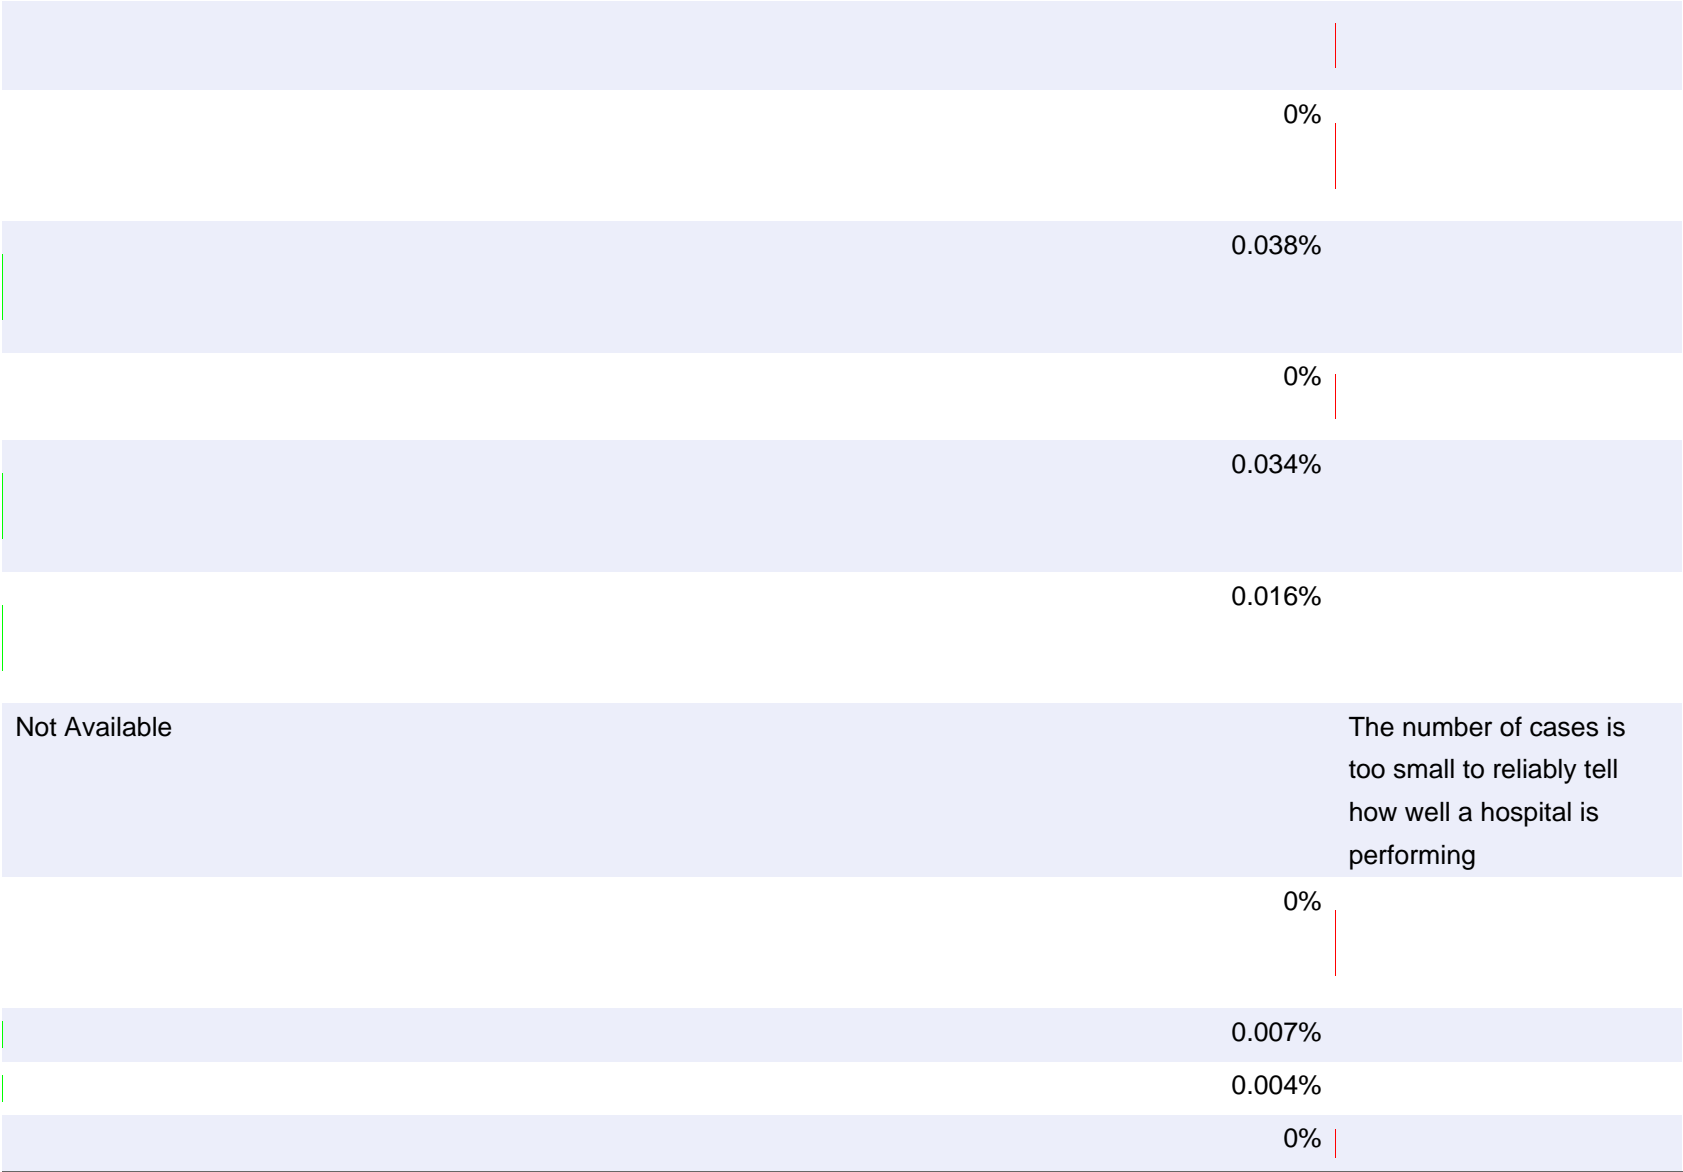 0%
0.038%
0%
0.034%
0.016%
Not Available
The number of cases is
too small to reliably tell
how well a hospital is
performing
0%
0.007%
0.004%
0%